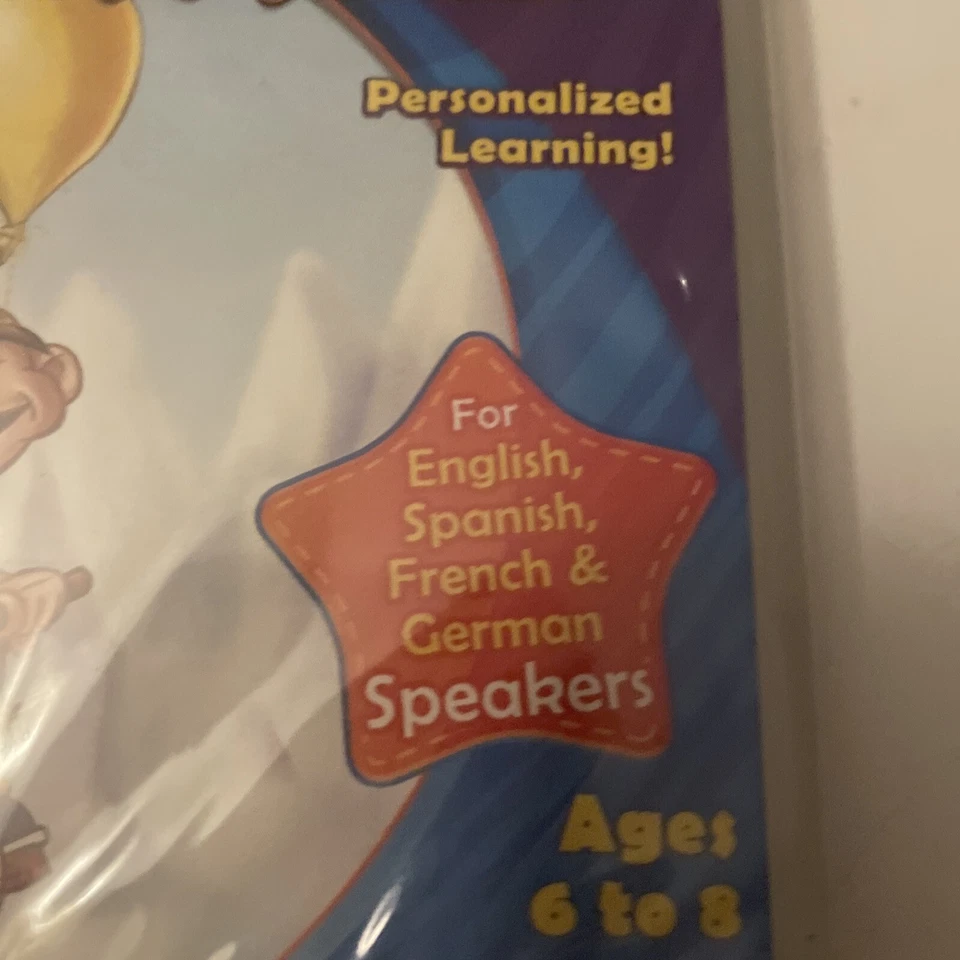 Personalized
Learning!
For
English,
Spanish,
French &
German
Speakers
Ages
6 to 8